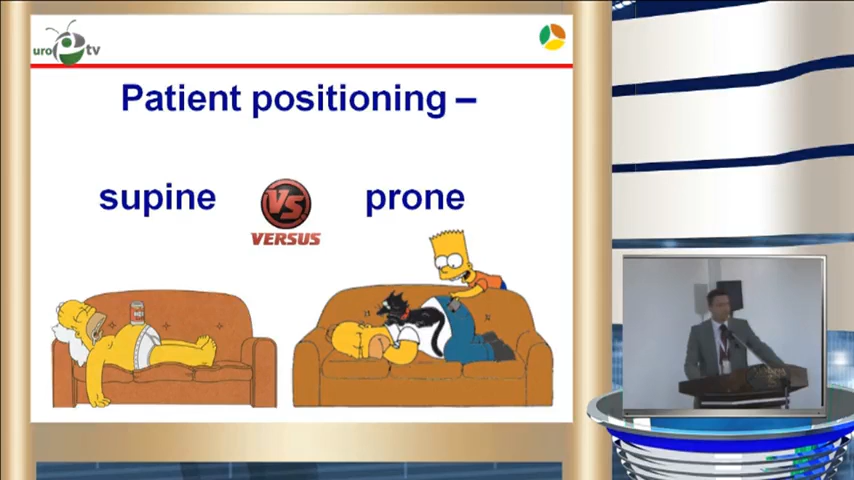 uro tv
Patient positioning –
supine VS. prone
VERSUS